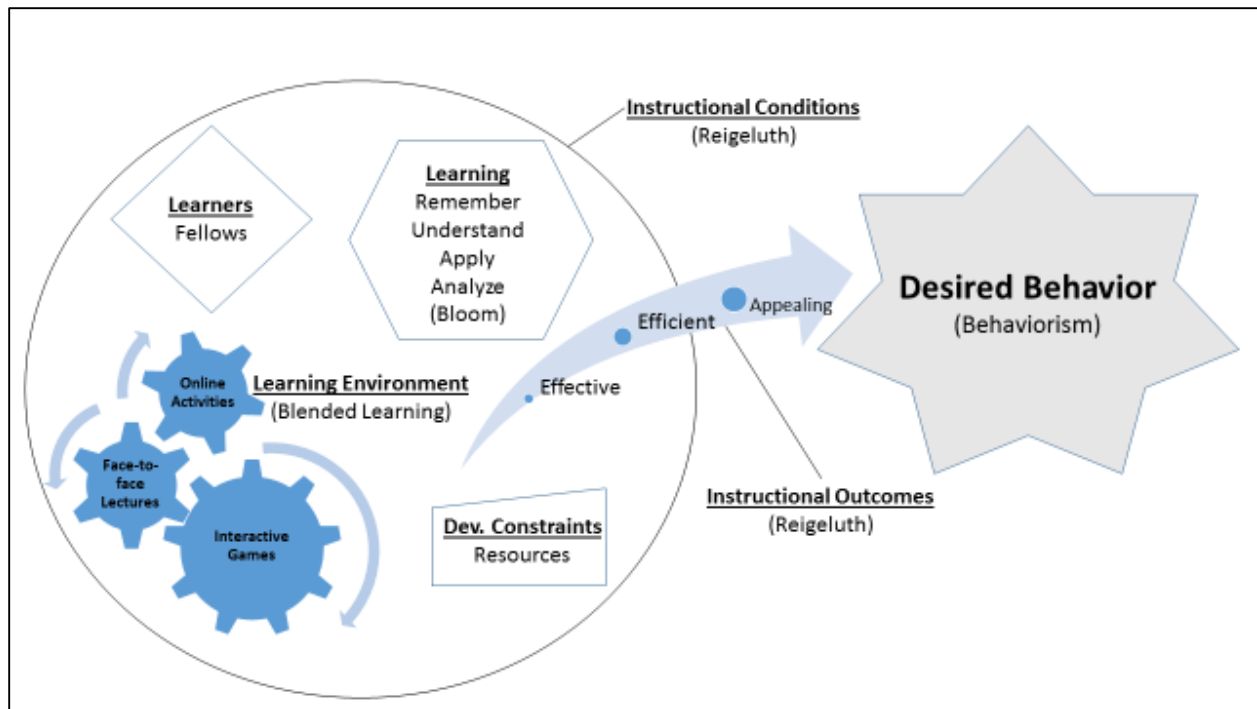 Instructional Conditions
(Reigeluth)
Learners
Fellows
Learning
Remember
Understand
Apply
Analyze
(Bloom)
Desired Behavior
(Behaviorism)
Appealing
Efficient
Effective
Online
Activities
Learning Environment
(Blended Learning)
Face-to-
face
Lectures
Interactive
Games
Dev. Constraints
Resources
Instructional Outcomes
(Reigeluth)